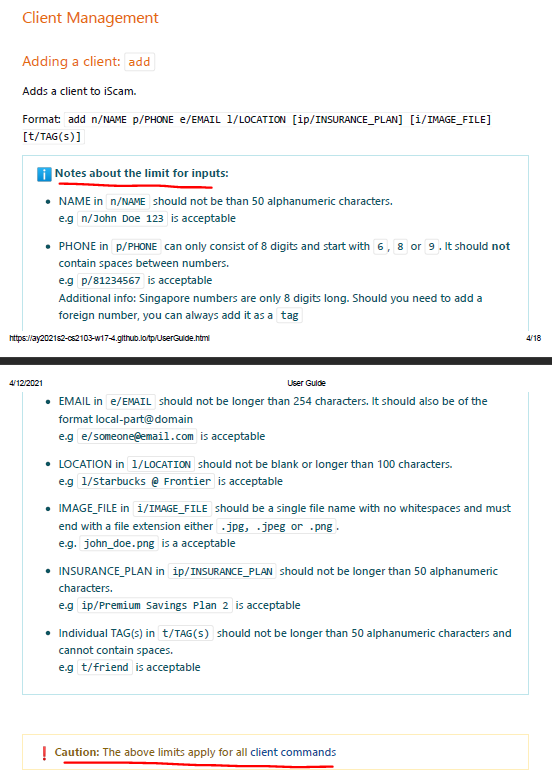 Client Management
Adding a client: add
Adds a client to iScam.
Format: add n/NAME p/PHONE e/EMAIL l/LOCATION [ip/INSURANCE_PLAN] [i/IMAGE_FILE]
[t/TAG(s)]
Notes about the limit for inputs:
• NAME in n/NAME should not be than 50 alphanumeric characters.
e.g n/John Doe 123 is acceptable
• PHONE in p/PHONE can only consist of 8 digits and start with 6, 8 or 9. It should not
contain spaces between numbers.
e.g p/81234567 is acceptable
Additional info: Singapore numbers are only 8 digits long. Should you need to add a
foreign number, you can always add it as a tag
https://ay2021s2-cs2103-w17-4.github.io/tp/UserGuide.html 4/18
4/12/2021 User Guide
• EMAIL in e/EMAIL should not be longer than 254 characters. It should also be of the
format local-part@domain
e.g e/someone@email.com is acceptable
• LOCATION in l/LOCATION should not be blank or longer than 100 characters.
e.g l/Starbucks @ Frontier is acceptable
• IMAGE_FILE in i/IMAGE_FILE should be a single file name with no whitespaces and must
end with a file extension either .jpg, .jpeg or .png.
e.g. john_doe.png is a acceptable
• INSURANCE_PLAN in ip/INSURANCE_PLAN should not be longer than 50 alphanumeric
characters.
e.g ip/Premium Savings Plan 2 is acceptable
• Individual TAG(s) in t/TAG(s) should not be longer than 50 alphanumeric characters and
cannot contain spaces.
e.g t/friend is acceptable
Caution: The above limits apply for all client commands